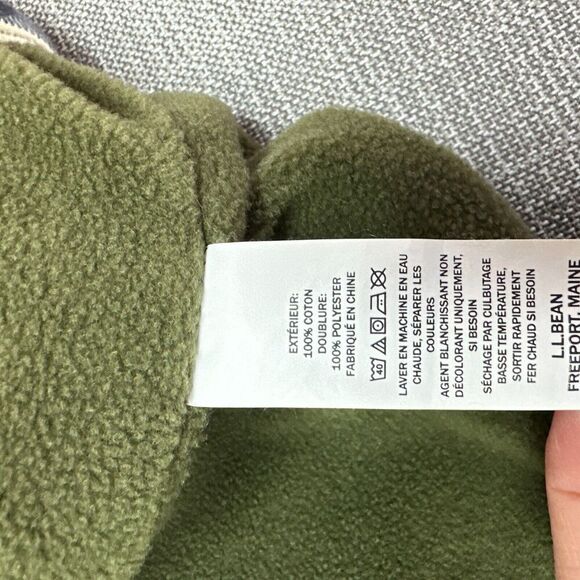 EXTÉRIEUR:
100% COTON
DOUBLURE:
100% POLYESTER
FABRIQUÉ EN CHINE
40
LAVER EN MACHINE EN EAU
CHAUDE, SÉPARER LES
COULEURS
AGENT BLANCHISSANT NON
DÉCOLORANT UNIQUEMENT,
SI BESOIN
SÉCHAGE PAR CULBUTAGE
BASSE TEMPÉRATURE,
SORTIR RAPIDEMENT
FER CHAUD SI BESOIN
L.L.BEAN
FREEPORT, MAINE